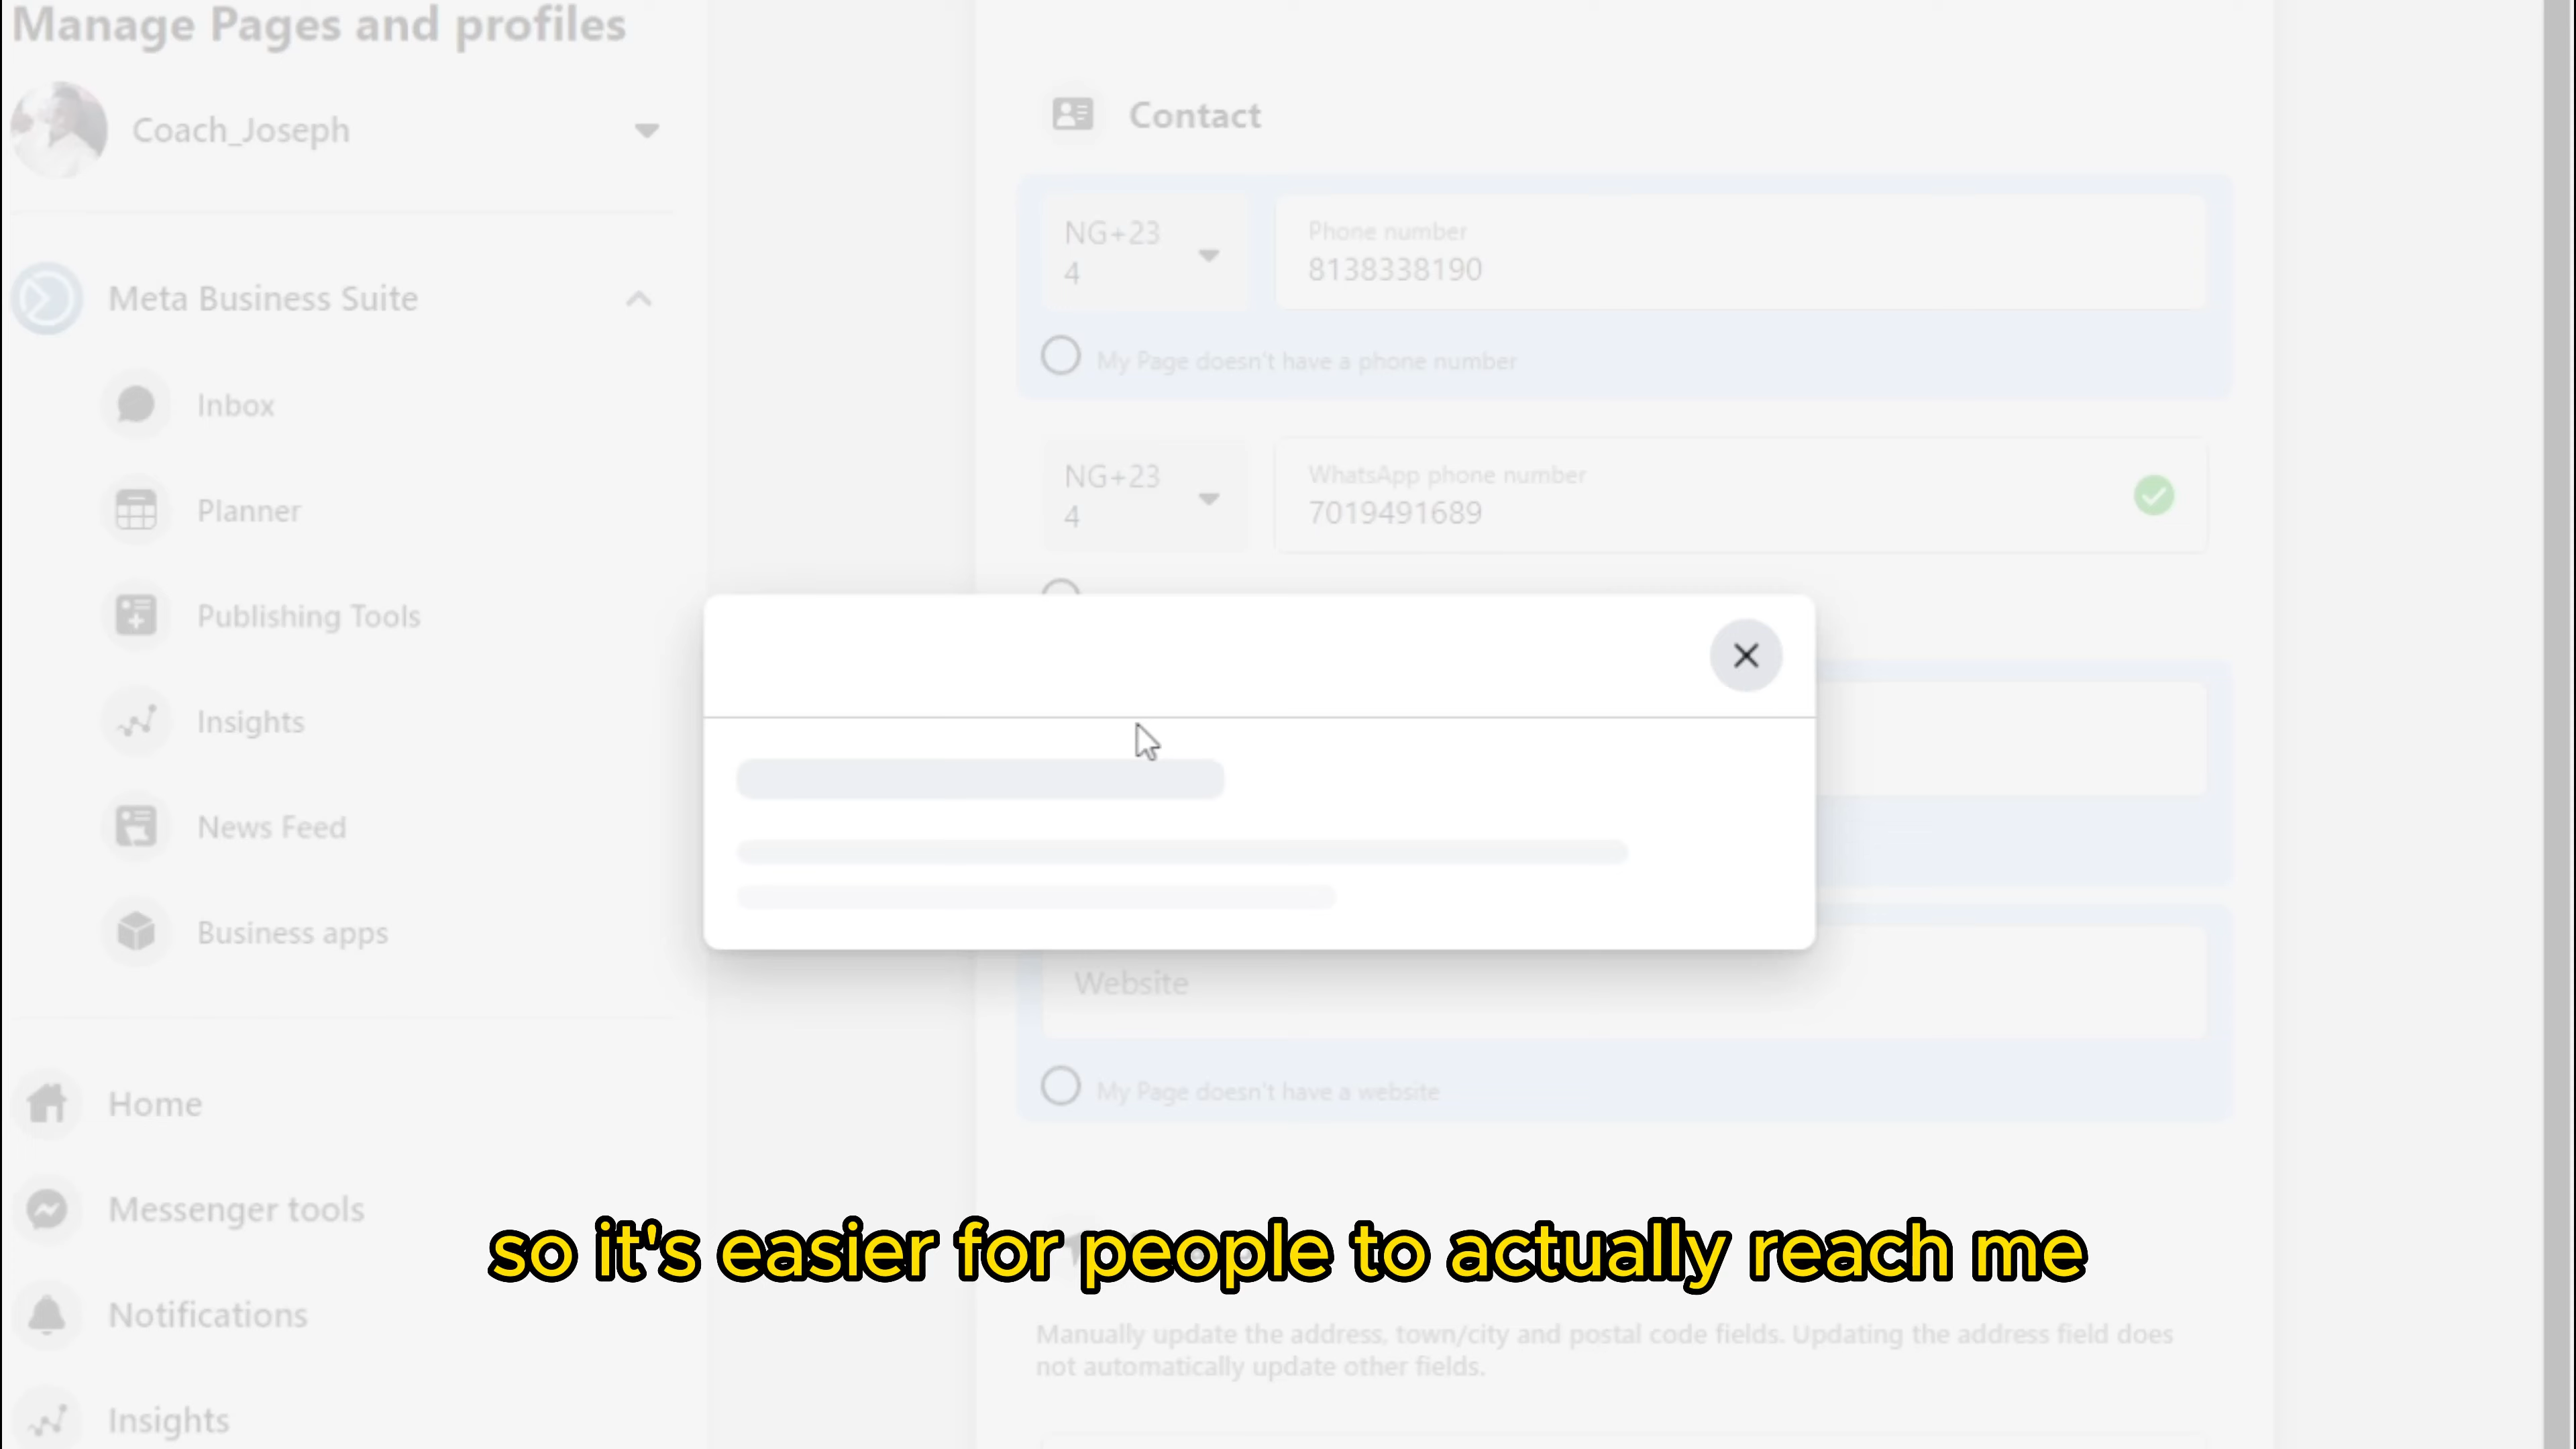 Manage Pages and profiles
Coach_Joseph
Meta Business Suite
Inbox
Planner
Publishing Tools
Insights
News Feed
Business apps
Home
Messenger tools
Notifications
Insights
Contact
NG+23
4
Phone number
8138338190
My Page doesn't have a phone number
NG+23
4
WhatsApp phone number
7019491689
Website
My Page doesn't have a website
so it's easier for people to actually reach me
Manually update the address, town/city and postal code fields. Updating the address field does
not automatically update other fields.